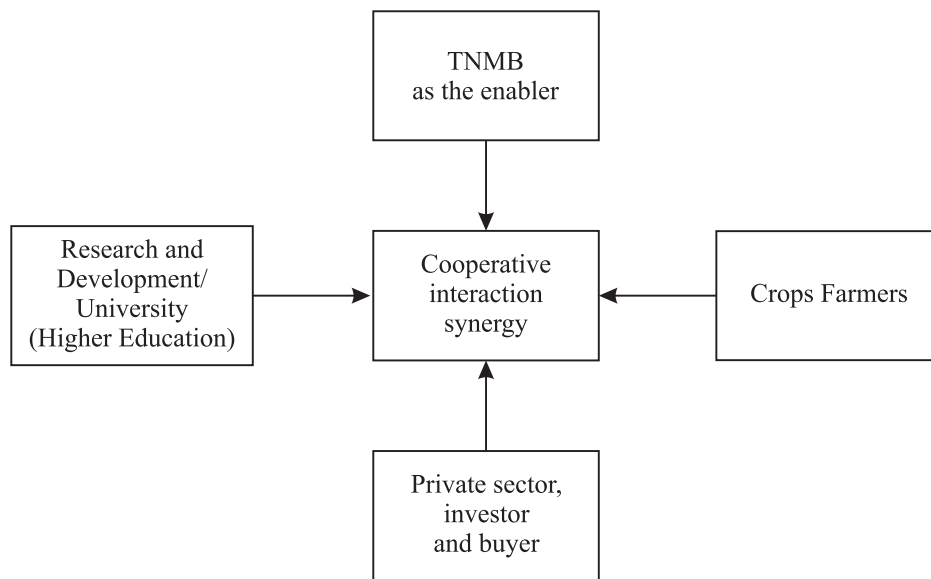 TNMB
as the enabler
Research and
Development/
University
(Higher Education)
Cooperative
interaction
synergy
Crops Farmers
Private sector,
investor
and buyer